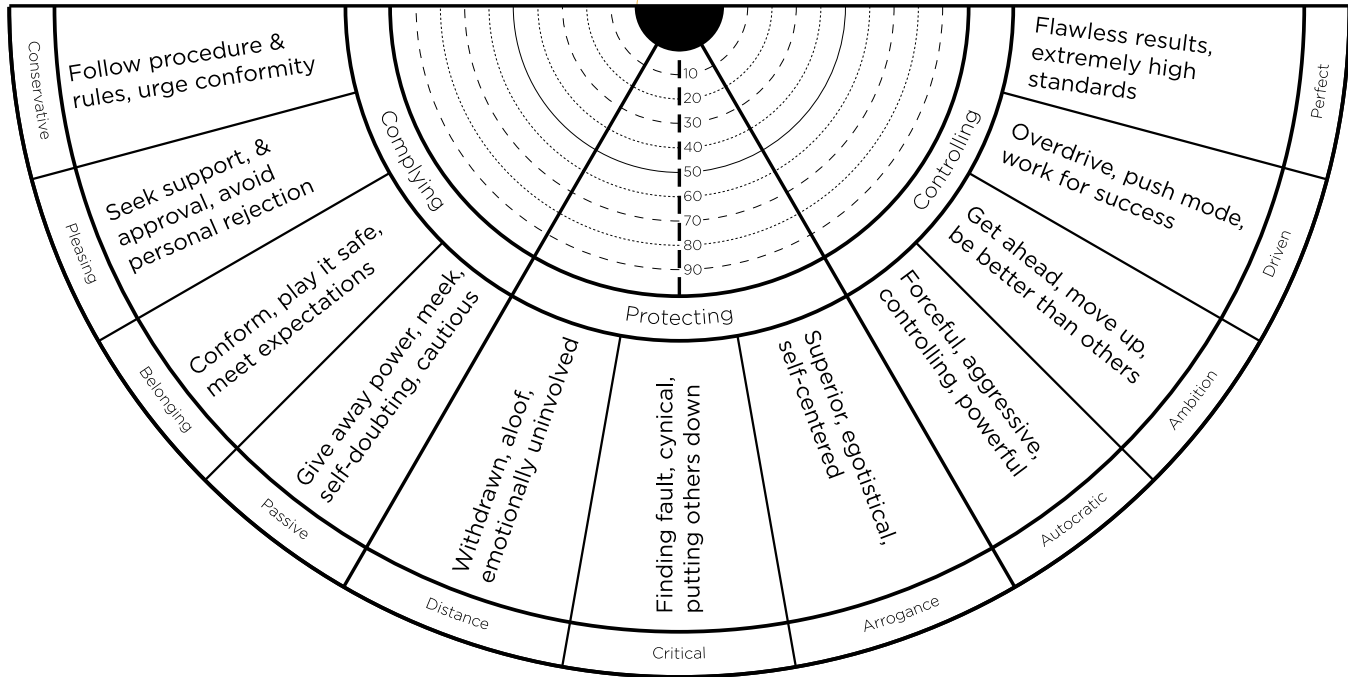 Conservative
Follow procedure &
rules, urge conformity
Pleasing
Seek support, &
approval, avoid
personal rejection
Belonging
Conform, play it safe,
meet expectations
Passive
Give away power, meek,
self-doubting, cautious
Complying
Distance
Withdrawn, aloof,
emotionally uninvolved
Critical
Finding fault, cynical,
putting others down
Arrogance
Superior, egotistical,
self-centered
Protecting
10
20
30
40
50
60
70
80
90
Controlling
Autocratic
Forceful, aggressive,
controlling, powerful
Ambition
Get ahead, move up,
be better than others
Driven
Overdrive, push mode,
work for success
Perfect
Flawless results,
extremely high
standards